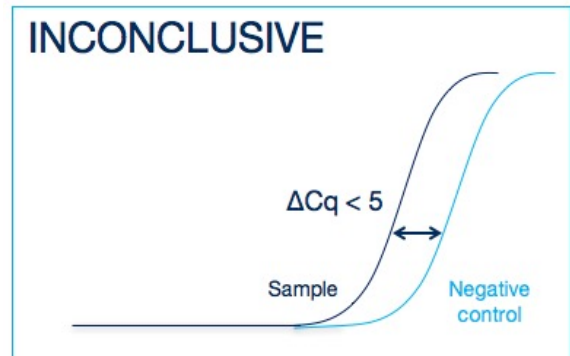 INCONCLUSIVE
ΔCq < 5
Sample
Negative
control